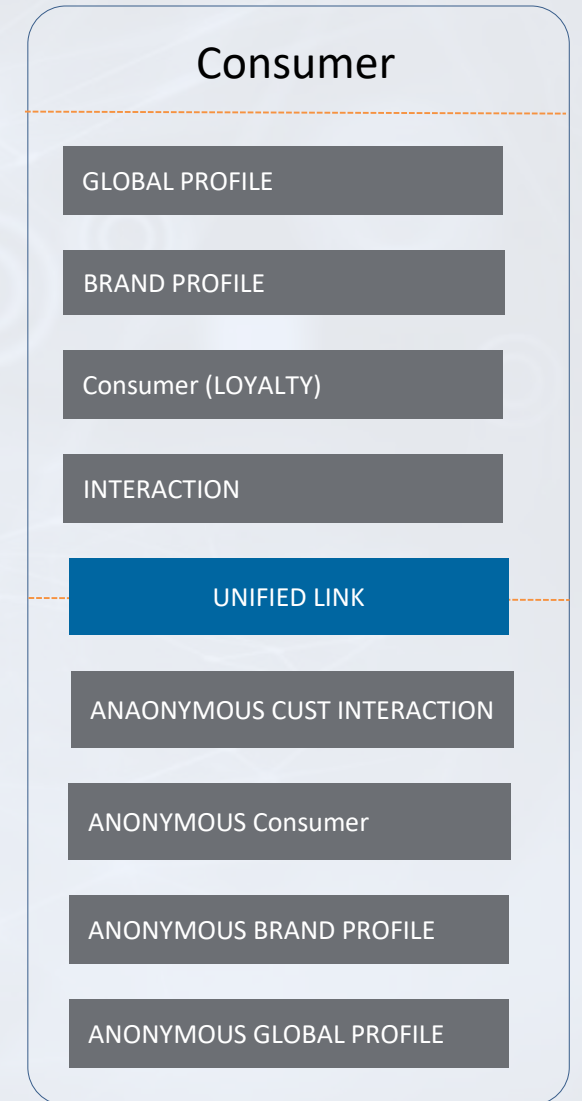 Consumer
GLOBAL PROFILE
BRAND PROFILE
Consumer (LOYALTY)
INTERACTION
UNIFIED LINK
ANAONYMOUS CUST INTERACTION
ANONYMOUS Consumer
ANONYMOUS BRAND PROFILE
ANONYMOUS GLOBAL PROFILE